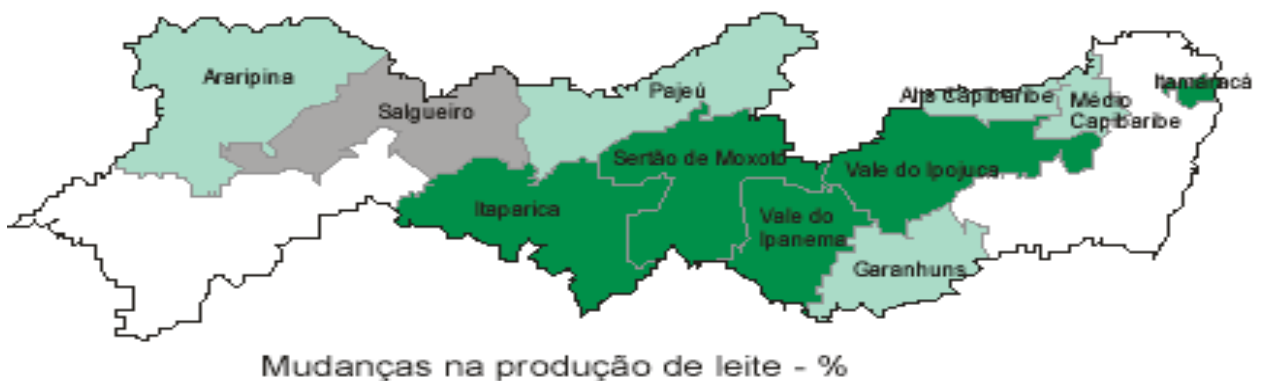 Araripina
Salgueiro
Pajeú
Alto Capibaribe
Médio
Capibaribe
Itamaracá
Sertão de Moxotó
Vale do Ipojuca
Itaparica
Vale do
Ipanema
Garanhuns
Mudanças na produção de leite - %